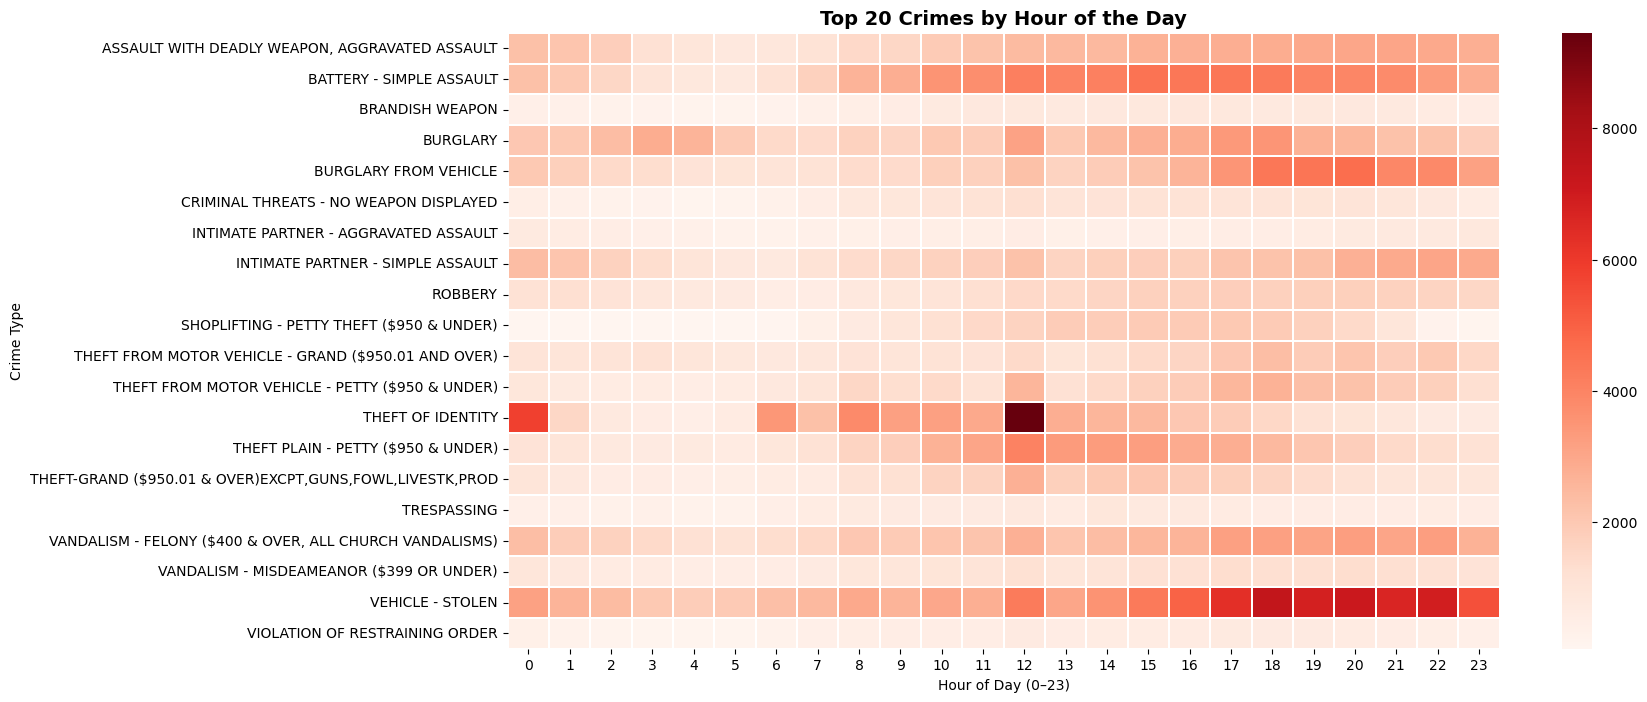 Top 20 Crimes by Hour of the Day
Crime Type
ASSAULT WITH DEADLY WEAPON, AGGRAVATED ASSAULT
BATTERY - SIMPLE ASSAULT
BRANDISH WEAPON
BURGLARY
BURGLARY FROM VEHICLE
CRIMINAL THREATS - NO WEAPON DISPLAYED
INTIMATE PARTNER - AGGRAVATED ASSAULT
INTIMATE PARTNER - SIMPLE ASSAULT
ROBBERY
SHOPLIFTING - PETTY THEFT ($950 & UNDER)
THEFT FROM MOTOR VEHICLE - GRAND ($950.01 AND OVER)
THEFT FROM MOTOR VEHICLE - PETTY ($950 & UNDER)
THEFT OF IDENTITY
THEFT PLAIN - PETTY ($950 & UNDER)
THEFT-GRAND ($950.01 & OVER)EXCPT,GUNS,FOWL,LIVESTK,PROD
TRESPASSING
VANDALISM - FELONY ($400 & OVER, ALL CHURCH VANDALISMS)
VANDALISM - MISDEAMEANOR ($399 OR UNDER)
VEHICLE - STOLEN
VIOLATION OF RESTRAINING ORDER
0 1 2 3 4 5 6 7 8 9 10 11 12 13 14 15 16 17 18 19 20 21 22 23
Hour of Day (0–23)
8000
6000
4000
2000